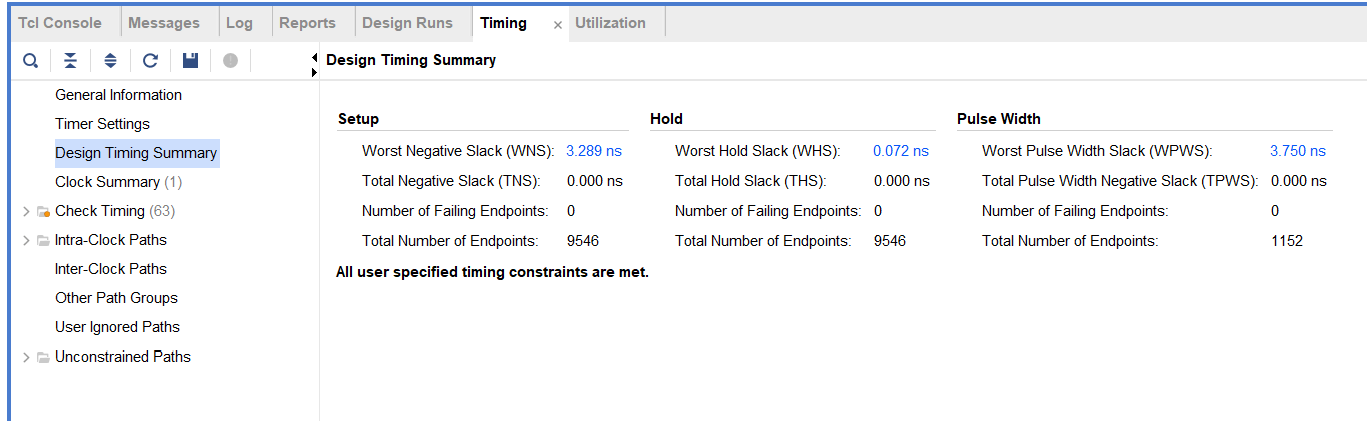 Tcl Console Messages Log Reports Design Runs Timing × Utilization
Design Timing Summary
General Information
Timer Settings
Design Timing Summary
Clock Summary (1)
Check Timing (63)
Intra-Clock Paths
Inter-Clock Paths
Other Path Groups
User Ignored Paths
Unconstrained Paths
Setup
Worst Negative Slack (WNS): 3.289 ns
Total Negative Slack (TNS): 0.000 ns
Number of Failing Endpoints: 0
Total Number of Endpoints: 9546
Hold
Worst Hold Slack (WHS): 0.072 ns
Total Hold Slack (THS): 0.000 ns
Number of Failing Endpoints: 0
Total Number of Endpoints: 9546
Pulse Width
Worst Pulse Width Slack (WPWS): 3.750 ns
Total Pulse Width Negative Slack (TPWS): 0.000 ns
Number of Failing Endpoints: 0
Total Number of Endpoints: 1152
All user specified timing constraints are met.